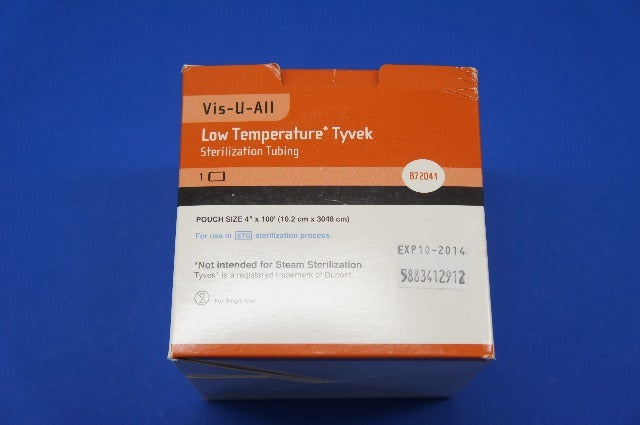 Vis-U-All
Low Temperature* Tyvek
Sterilization Tubing
1
872041
POUCH SIZE 4" x 100' (10.2 cm x 3048 cm)
For use in ETO sterilization process.
EXP10-2014
*Not Intended for Steam Sterilization
5883412912
Tyvek® is a registered trademark of Dupont.
For Single Use